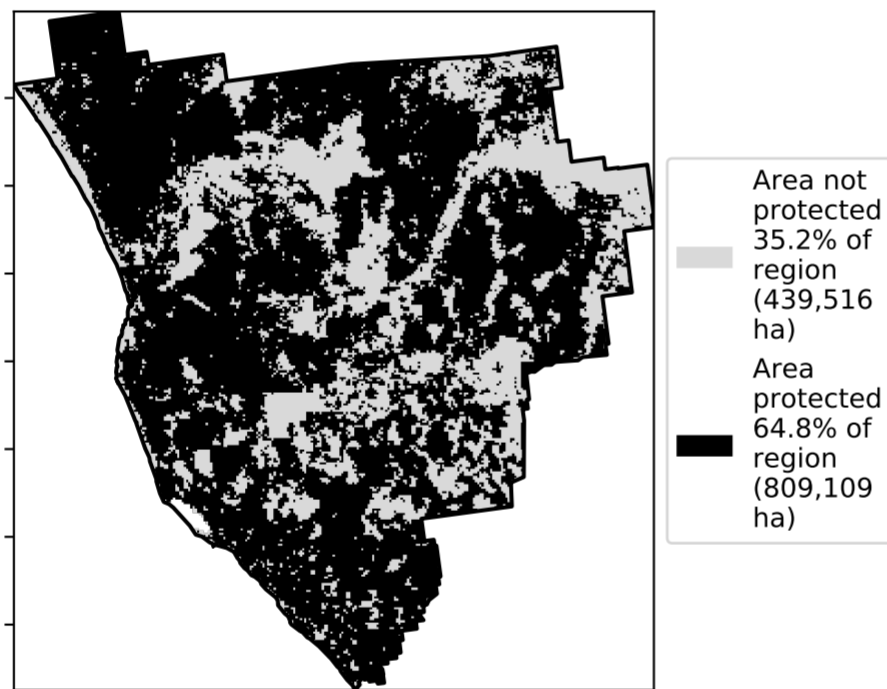 Area not
protected
35.2% of
region
(439,516
ha)
Area
protected
64.8% of
region
(809,109
ha)